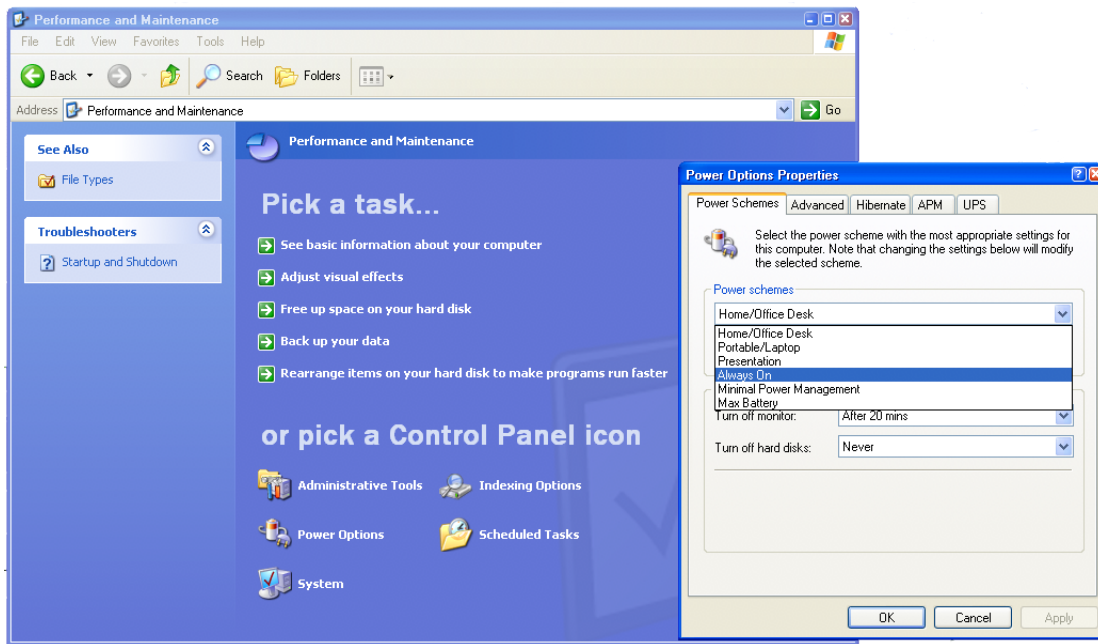 Performance and Maintenance
File Edit View Favorites Tools Help
Back Search Folders
Address Performance and Maintenance Go
See Also
File Types
Troubleshooters
Startup and Shutdown
Performance and Maintenance
Pick a task...
See basic information about your computer
Adjust visual effects
Free up space on your hard disk
Back up your data
Rearrange items on your hard disk to make programs run faster
or pick a Control Panel icon
Administrative Tools Indexing Options
Power Options Scheduled Tasks
System
Power Options Properties
Power Schemes Advanced Hibernate APM UPS
Select the power scheme with the most appropriate settings for
this computer. Note that changing the settings below will modify
the selected scheme.
Power schemes
Home/Office Desk
Home/Office Desk
Portable/Laptop
Presentation
Always On
Minimal Power Management
Max Battery
Turn off monitor: After 20 mins
Turn off hard disks: Never
OK Cancel Apply